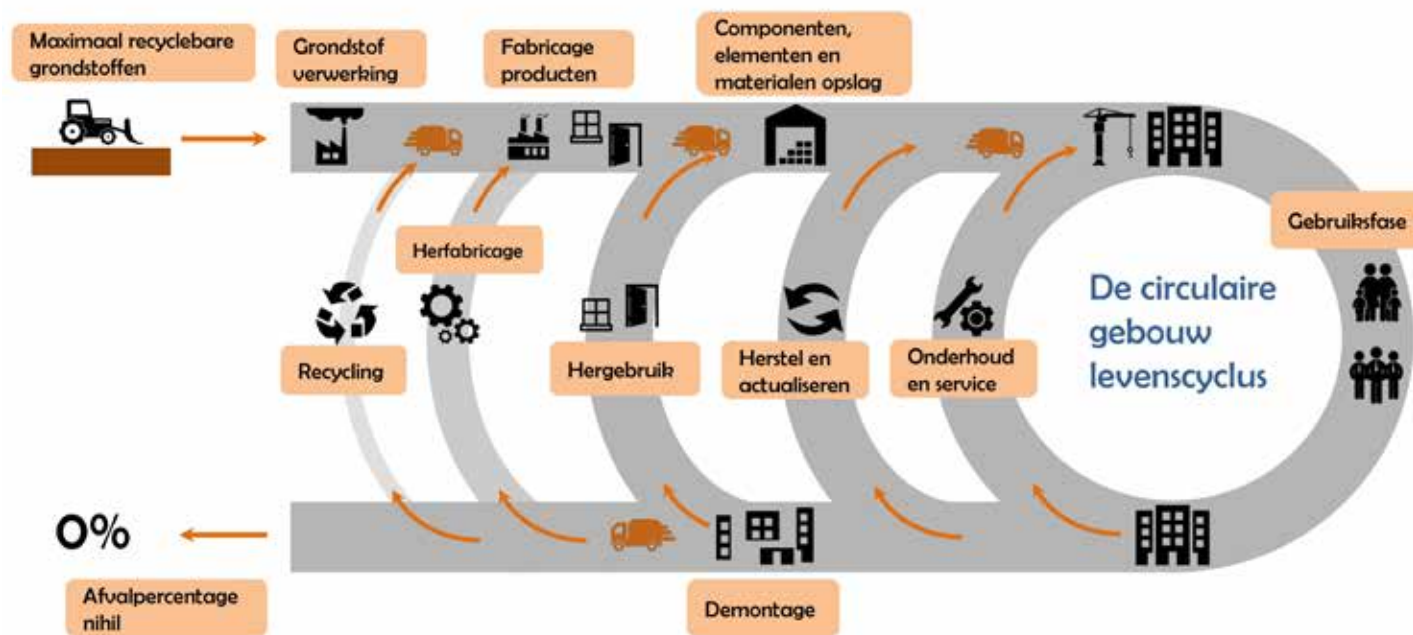 Maximaal recyclebare
grondstoffen
Grondstof
verwerking
Fabricage
producten
Componenten,
elementen en
materialen opslag
Gebruiksfase
Herfabricage
De circulaire
gebouw
levenscyclus
Recycling
Hergebruik
Herstel en
actualiseren
Onderhoud
en service
0%
Afvalpercentage
nihil
Demontage